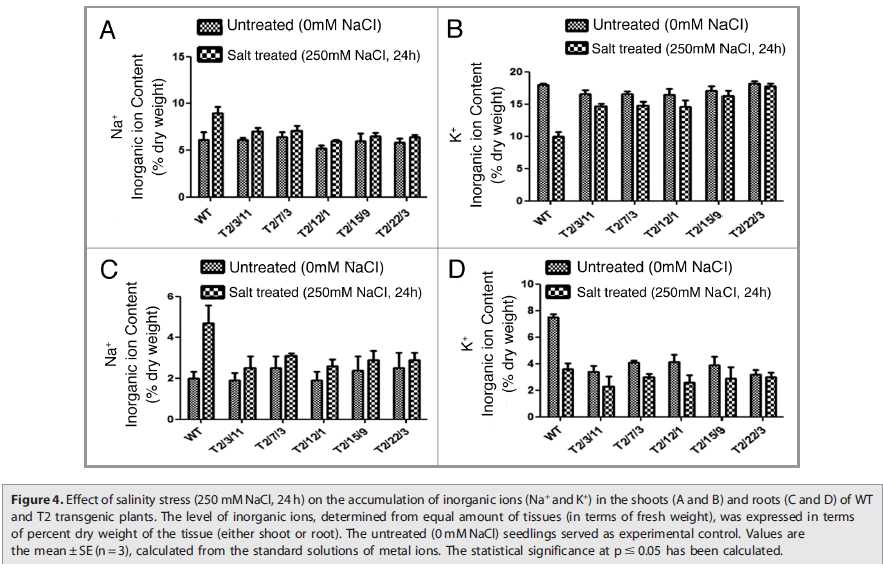 A
Untreated (0mM NaCl)
Salt treated (250mM NaCl, 24h)
Na⁺
Inorganic ion Content
(% dry weight)
15
10
5
0
WT
T2/3/11
T2/7/3
T2/12/1
T2/15/9
T2/22/3
B
Untreated (0mM NaCl)
Salt treated (250mM NaCl, 24h)
K⁺
Inorganic ion Content
(% dry weight)
20
15
10
5
0
WT
T2/3/11
T2/7/3
T2/12/1
T2/15/9
T2/22/3
C
Untreated (0mM NaCl)
Salt treated (250mM NaCl, 24h)
Na⁺
Inorganic ion Content
(% dry weight)
6
4
2
0
WT
T2/3/11
T2/7/3
T2/12/1
T2/15/9
T2/22/3
D
Untreated (0mM NaCl)
Salt treated (250mM NaCl, 24h)
K⁺
Inorganic ion Content
(% dry weight)
10
8
6
4
2
0
WT
T2/3/11
T2/7/3
T2/12/1
T2/15/9
T2/22/3
Figure 4. Effect of salinity stress (250 mM NaCl, 24 h) on the accumulation of inorganic ions (Na⁺ and K⁺) in the shoots (A and B) and roots (C and D) of WT
and T2 transgenic plants. The level of inorganic ions, determined from equal amount of tissues (in terms of fresh weight), was expressed in terms
of percent dry weight of the tissue (either shoot or root). The untreated (0 mM NaCl) seedlings served as experimental control. Values are
the mean ± SE (n = 3), calculated from the standard solutions of metal ions. The statistical significance at p ≤ 0.05 has been calculated.